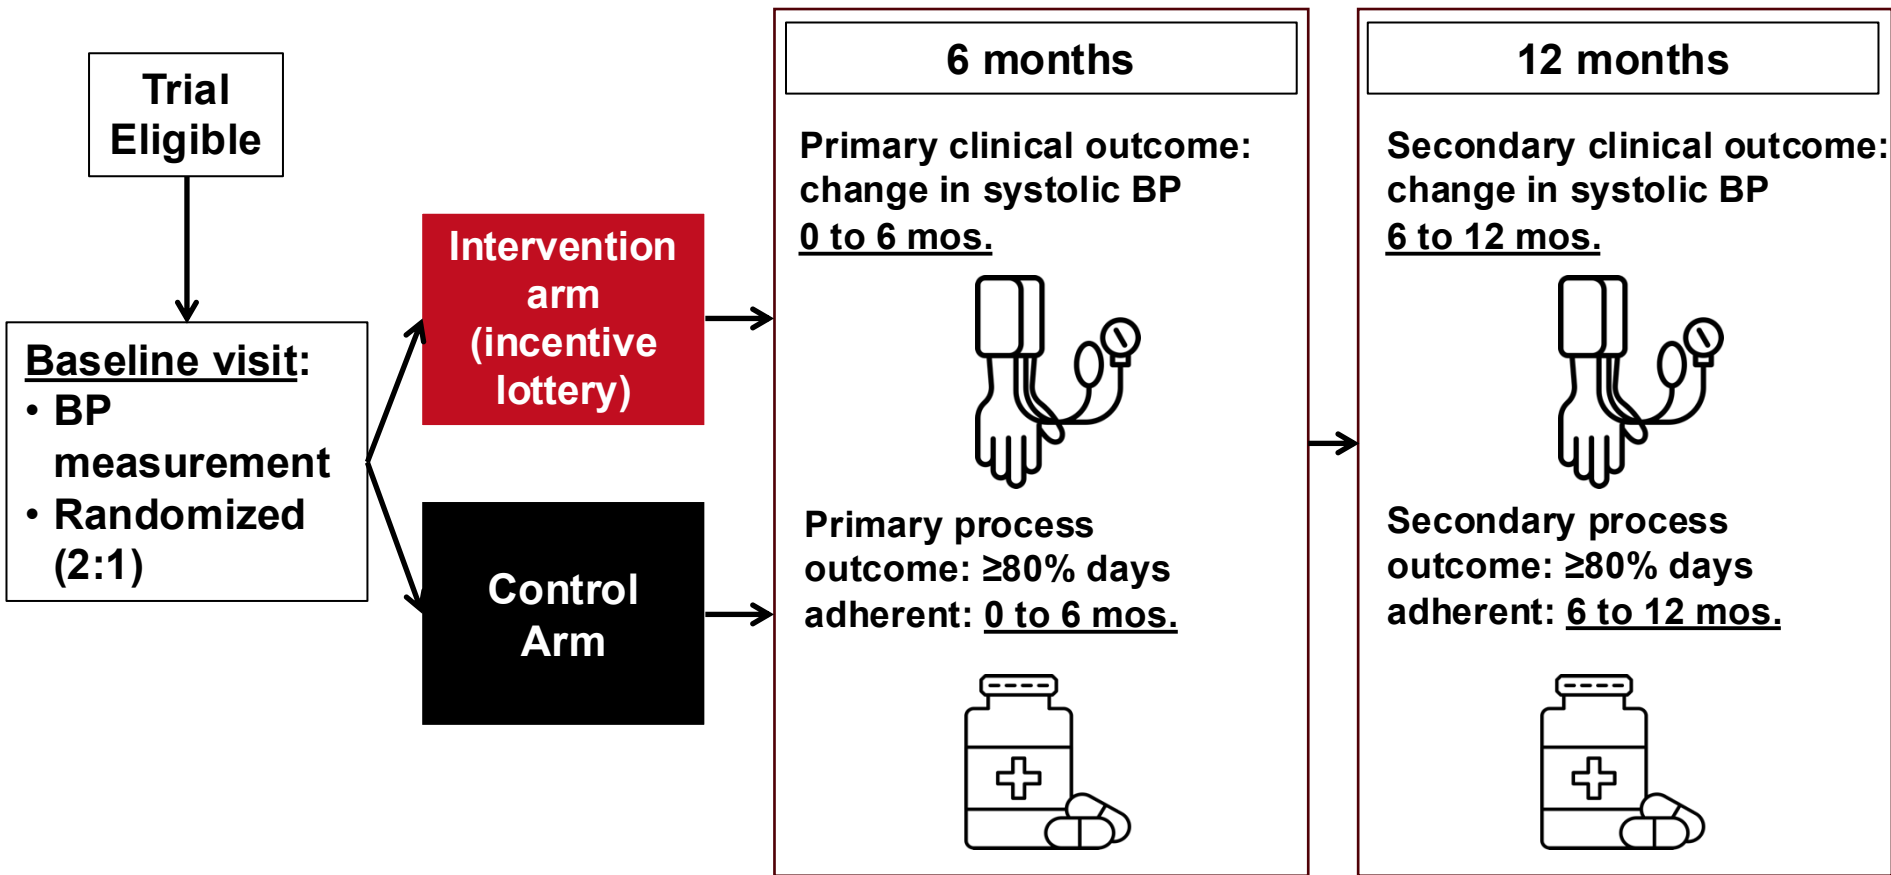 Trial
Eligible
Baseline visit:
• BP
measurement
• Randomized
(2:1)
Intervention
arm
(incentive
lottery)
Control
Arm
6 months
Primary clinical outcome:
change in systolic BP
0 to 6 mos.
Primary process
outcome: ≥80% days
adherent: 0 to 6 mos.
12 months
Secondary clinical outcome:
change in systolic BP
6 to 12 mos.
Secondary process
outcome: ≥80% days
adherent: 6 to 12 mos.